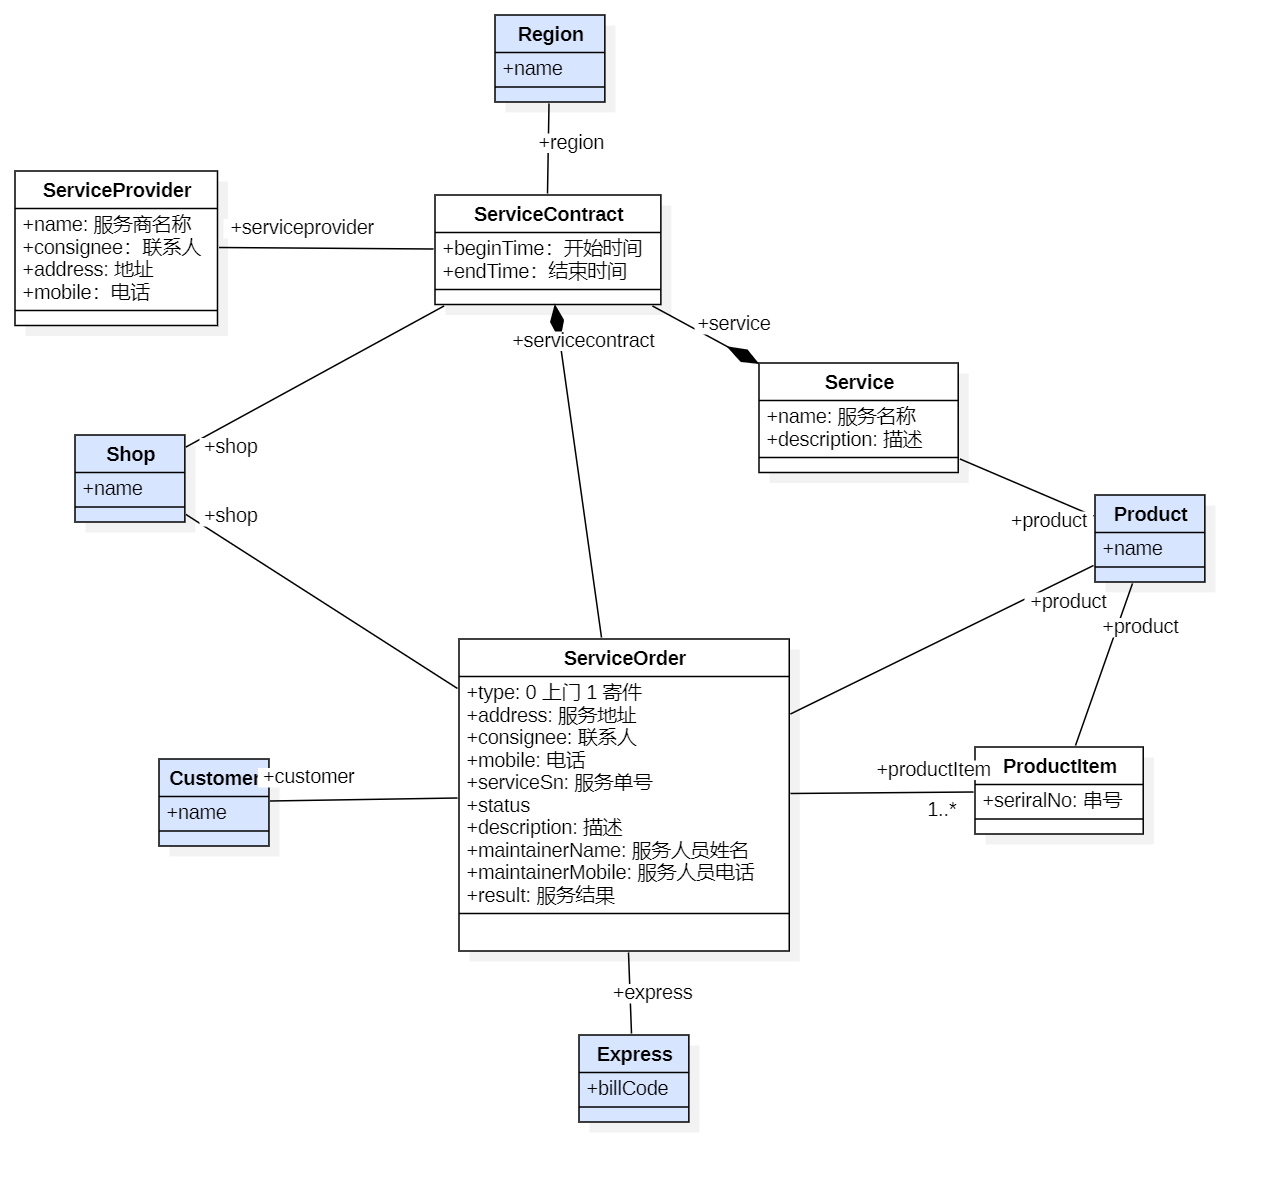 Region
+name
+region
ServiceProvider
+name: 服务商名称
+consignee：联系人
+address: 地址
+mobile：电话
+serviceprovider
ServiceContract
+beginTime：开始时间
+endTime：结束时间
+servicecontract
+service
Service
+name: 服务名称
+description: 描述
Shop
+name
+shop
+shop
+product
Product
+name
+product
+product
ServiceOrder
+type: 0 上门 1 寄件
+address: 服务地址
+consignee: 联系人
+mobile: 电话
+serviceSn: 服务单号
+status
+description: 描述
+maintainerName: 服务人员姓名
+maintainerMobile: 服务人员电话
+result: 服务结果
Customer
+name
+customer
+productItem
1..*
ProductItem
+seriralNo: 串号
+express
Express
+billCode